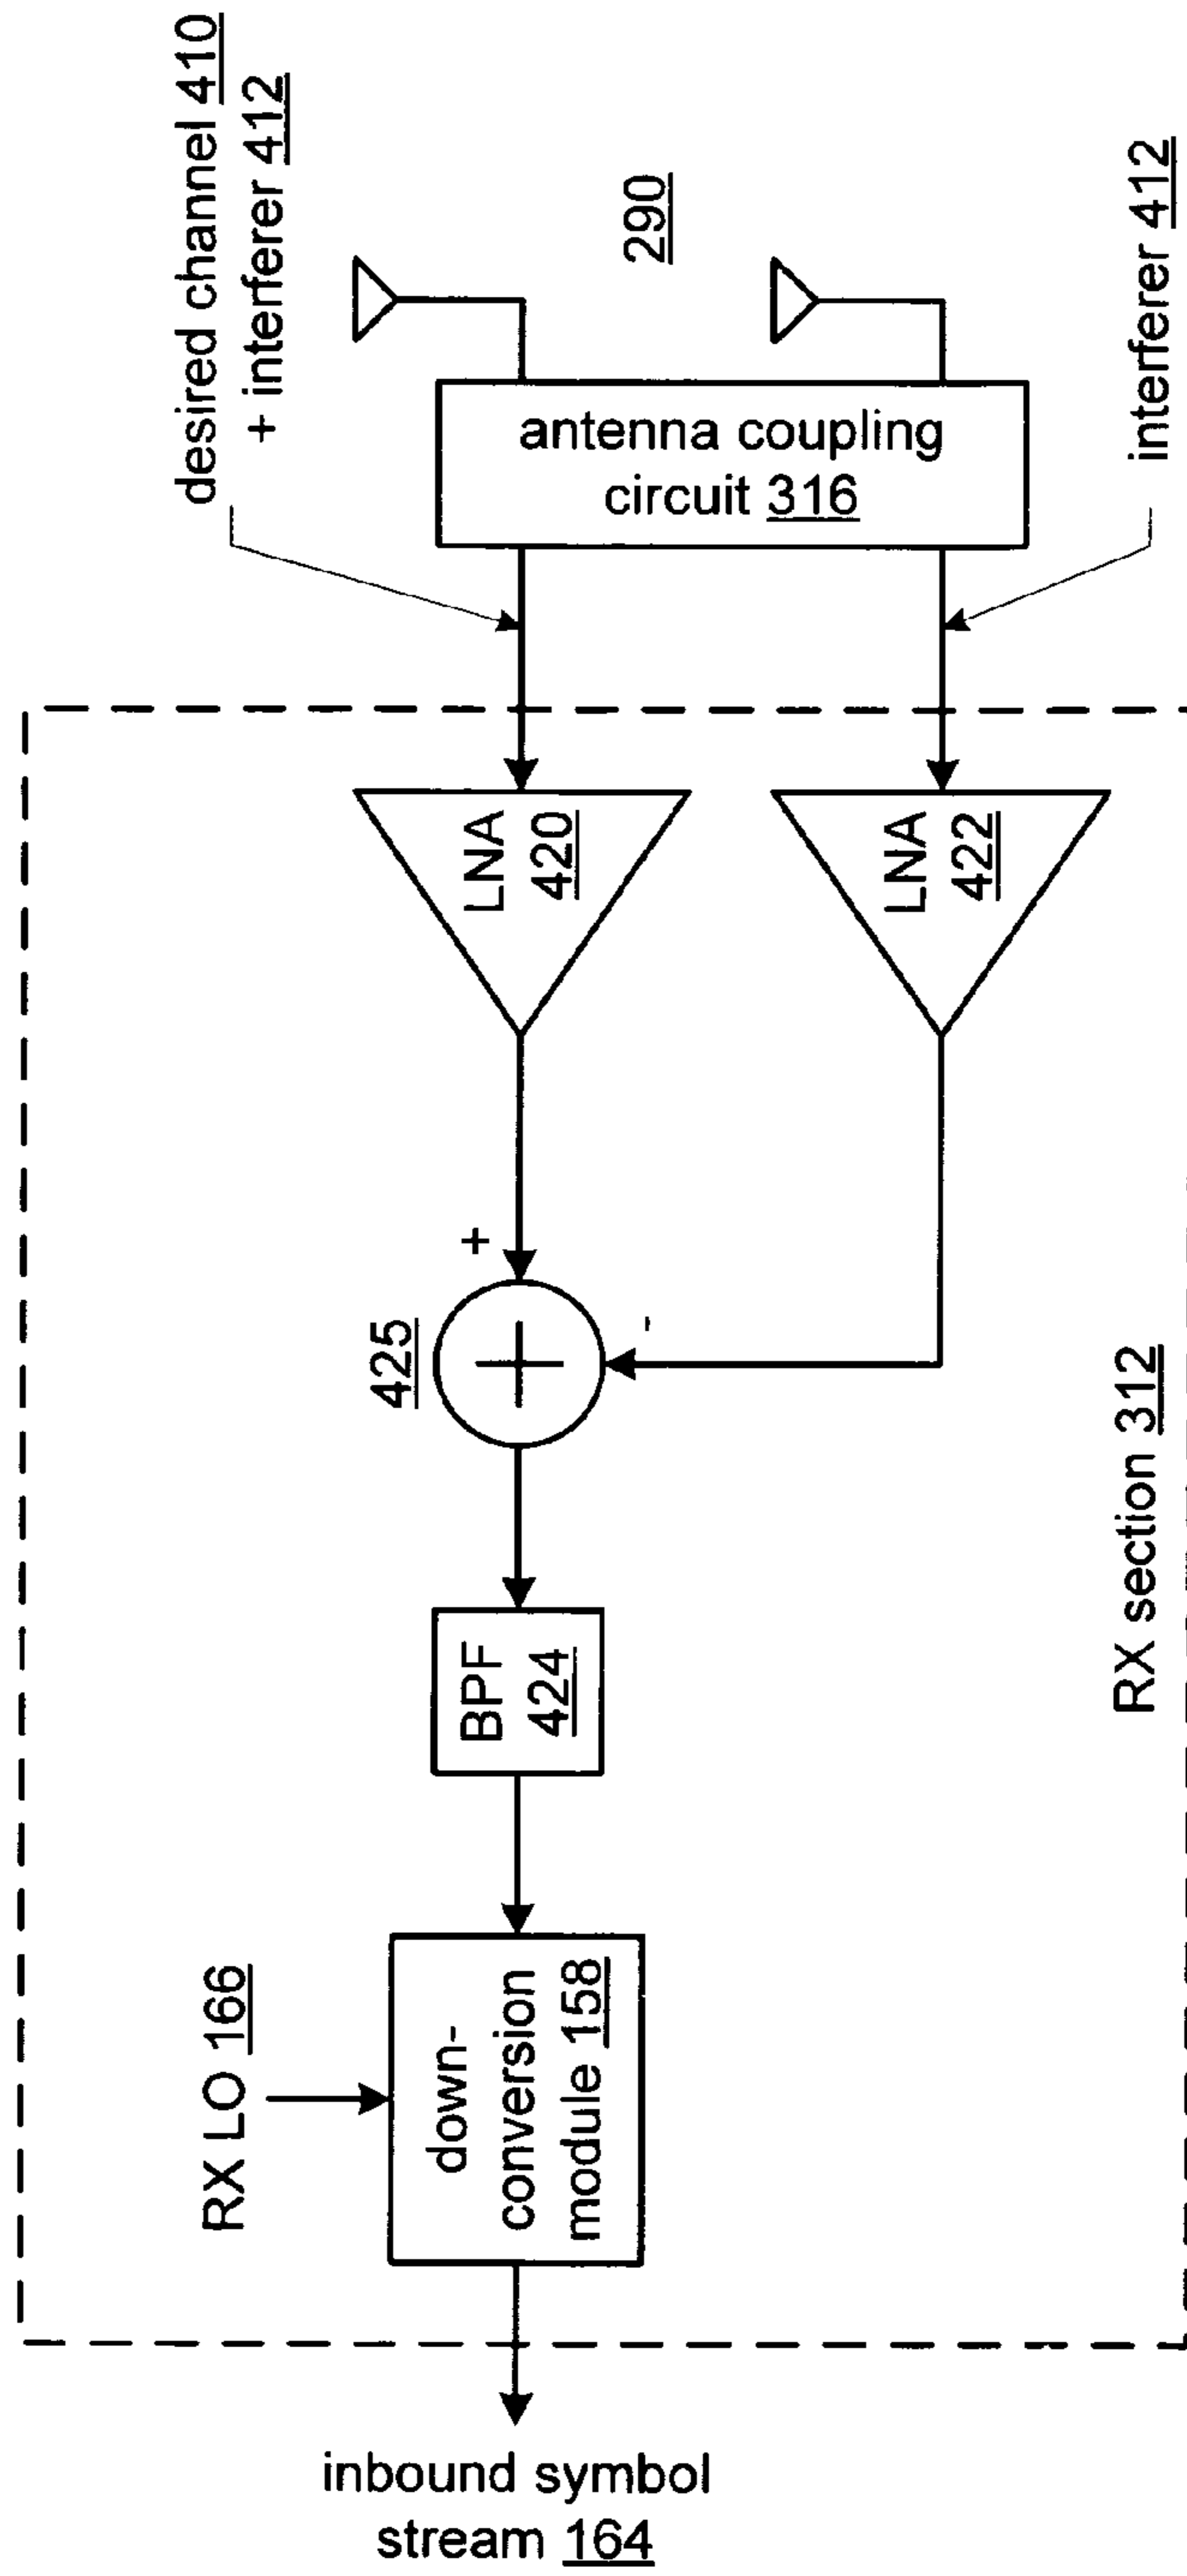 desired channel 410
+ interferer 412
290
antenna coupling
circuit 316
interferer 412
LNA
420
LNA
422
+
-
425
BPF
424
RX LO 166
down-
conversion
module 158
inbound symbol
stream 164
RX section 312